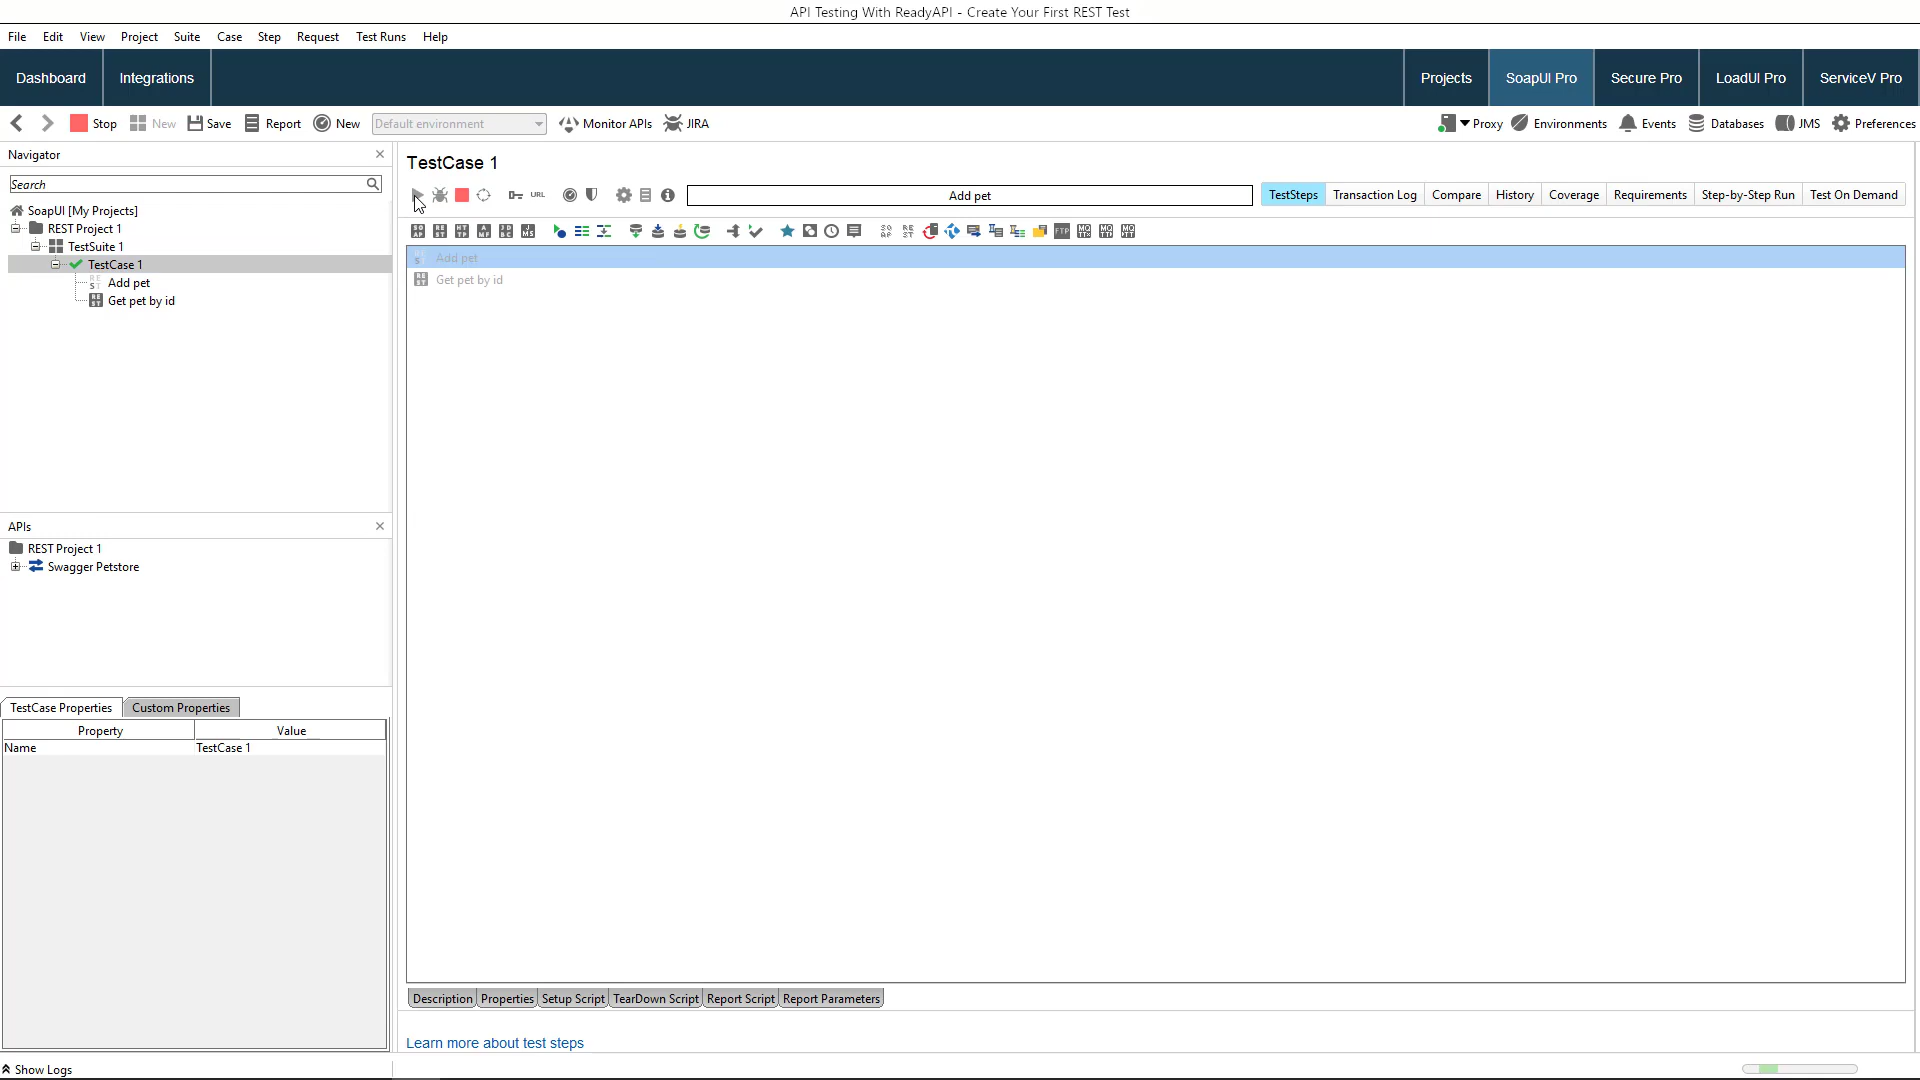 API Testing With ReadyAPI - Create Your First REST Test
File Edit View Project Suite Case Step Request Test Runs Help
Dashboard Integrations Projects SoapUI Pro Secure Pro LoadUI Pro ServiceV Pro
Stop New Save Report New Default environment Monitor APIs JIRA Proxy Environments Events Databases JMS Preferences
Navigator
TestCase 1
Search
URL Add pet TestSteps Transaction Log Compare History Coverage Requirements Step-by-Step Run Test On Demand
SoapUI [My Projects]
REST Project 1
TestSuite 1
TestCase 1
Add pet
Get pet by id
Add pet
Get pet by id
APIs
REST Project 1
Swagger Petstore
TestCase Properties Custom Properties
Property Value
Name TestCase 1
Description Properties Setup Script TearDown Script Report Script Report Parameters
Learn more about test steps
Show Logs